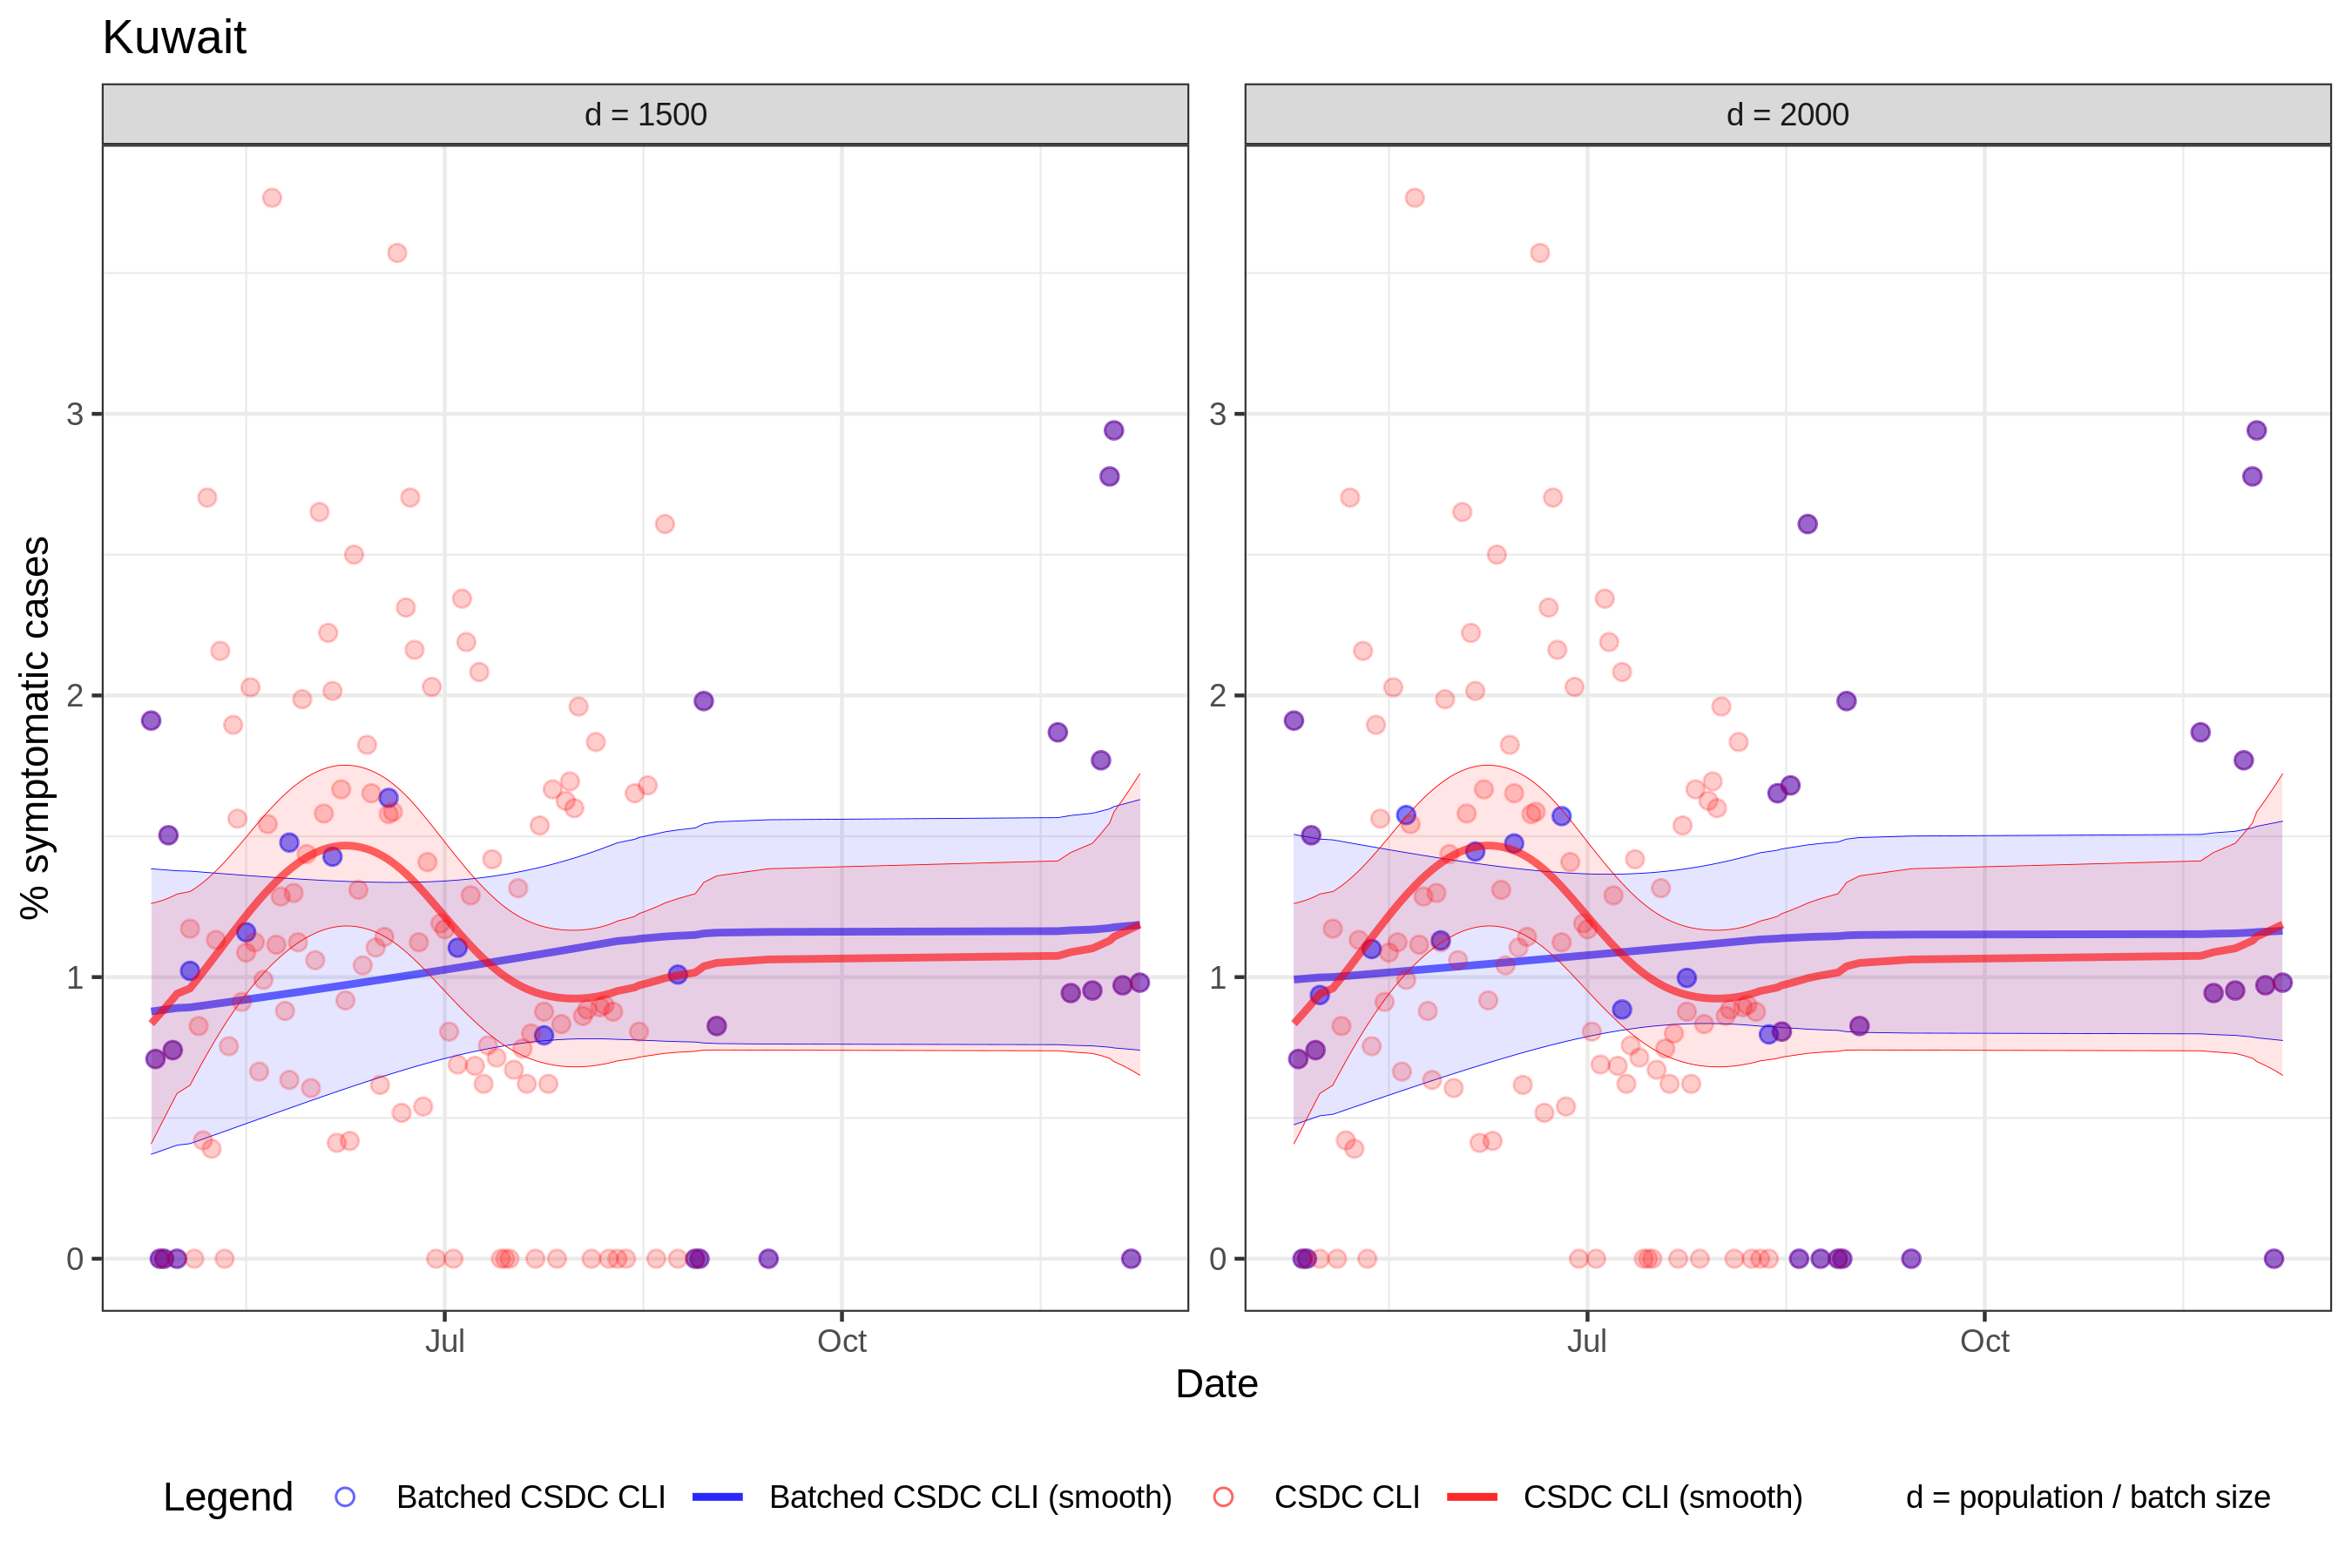 Kuwait
d = 1500
d = 2000
% symptomatic cases
3
2
1
0
3
2
1
0
Jul
Oct
Jul
Oct
Date
Legend
Batched CSDC CLI
Batched CSDC CLI (smooth)
CSDC CLI
CSDC CLI (smooth)
d = population / batch size